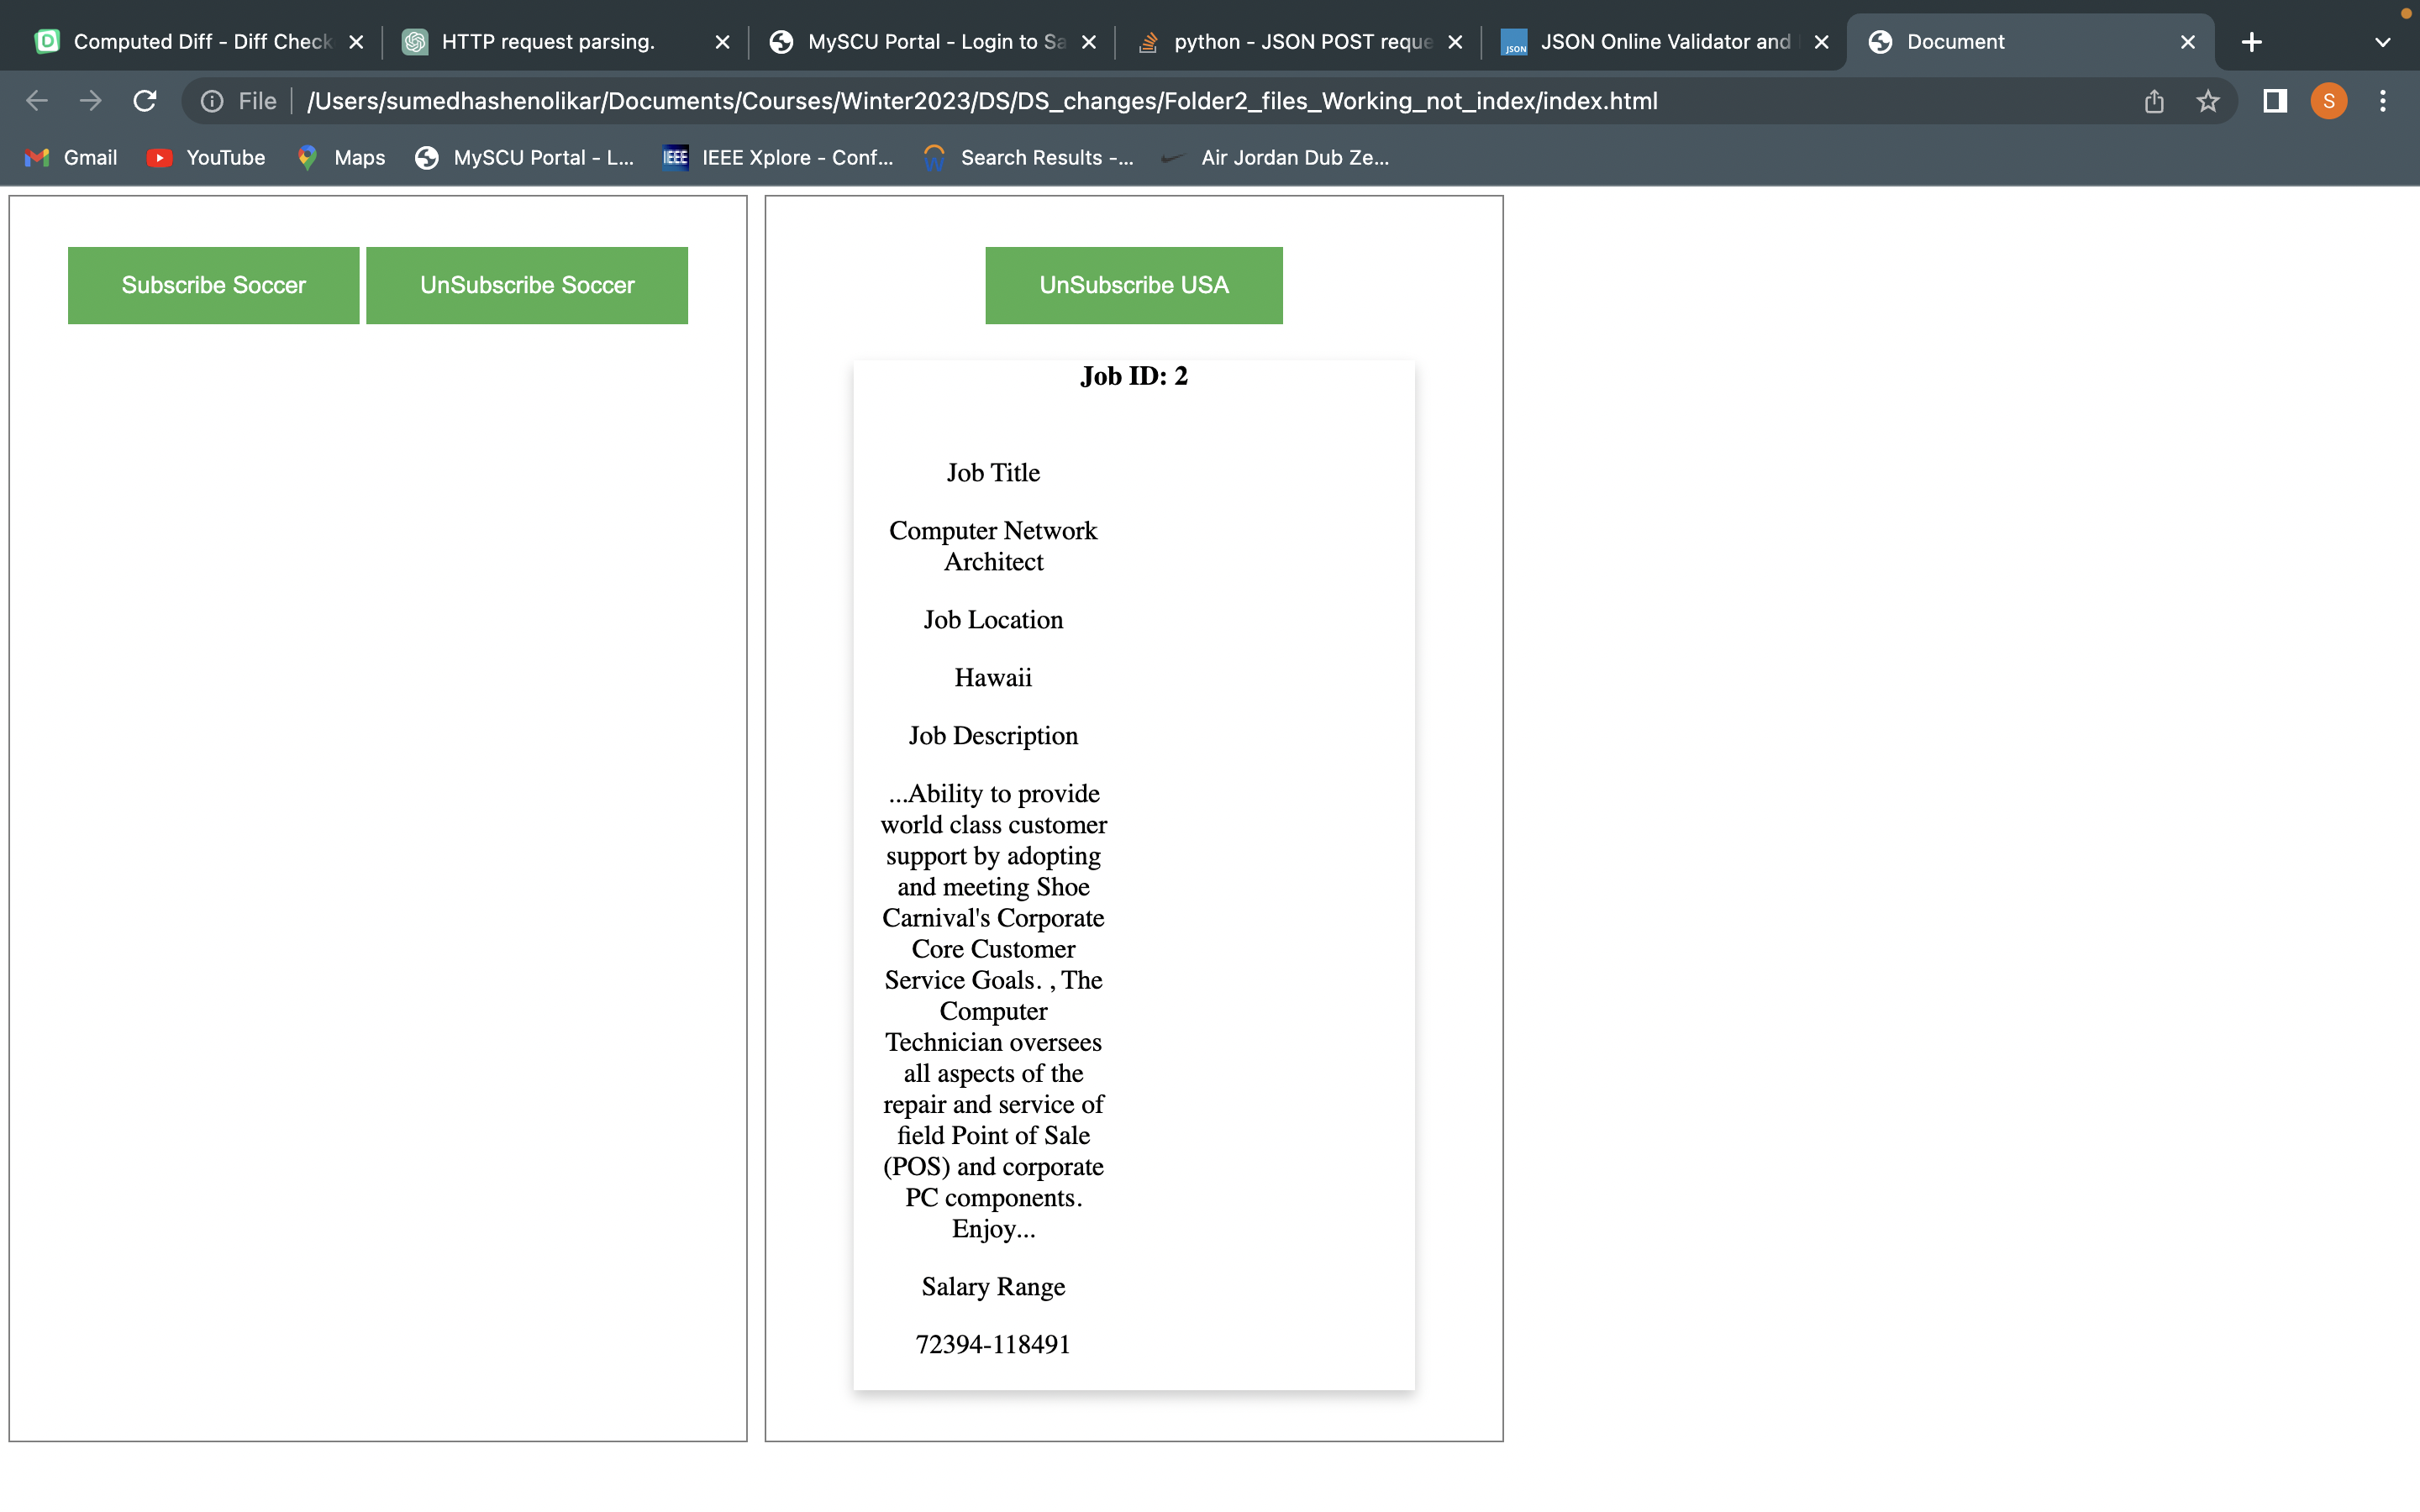 Computed Diff - Diff Check
HTTP request parsing.
MySCU Portal - Login to Sa
python - JSON POST reque
JSON Online Validator and
Document
File
/Users/sumedhashenolikar/Documents/Courses/Winter2023/DS/DS_changes/Folder2_files_Working_not_index/index.html
S
Gmail
YouTube
Maps
MySCU Portal - L...
IEEE
IEEE Xplore - Conf...
Search Results -...
Air Jordan Dub Ze...
Subscribe Soccer
UnSubscribe Soccer
UnSubscribe USA
Job ID: 2
Job Title
Computer Network
Architect
Job Location
Hawaii
Job Description
...Ability to provide
world class customer
support by adopting
and meeting Shoe
Carnival's Corporate
Core Customer
Service Goals. , The
Computer
Technician oversees
all aspects of the
repair and service of
field Point of Sale
(POS) and corporate
PC components.
Enjoy...
Salary Range
72394-118491